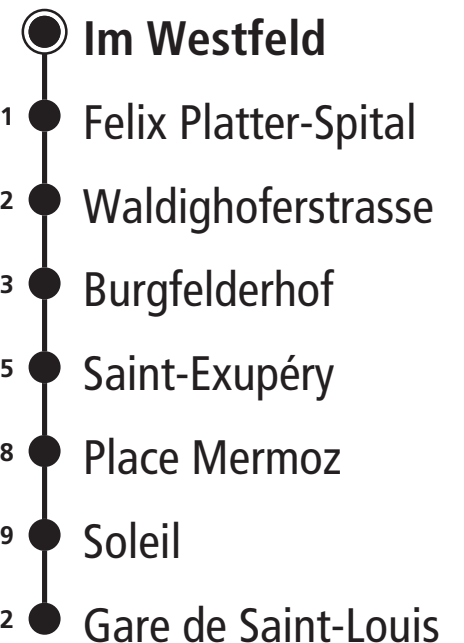 Im Westfeld
1 Felix Platter-Spital
2 Waldighoferstrasse
3 Burgfelderhof
5 Saint-Exupéry
8 Place Mermoz
9 Soleil
2 Gare de Saint-Louis